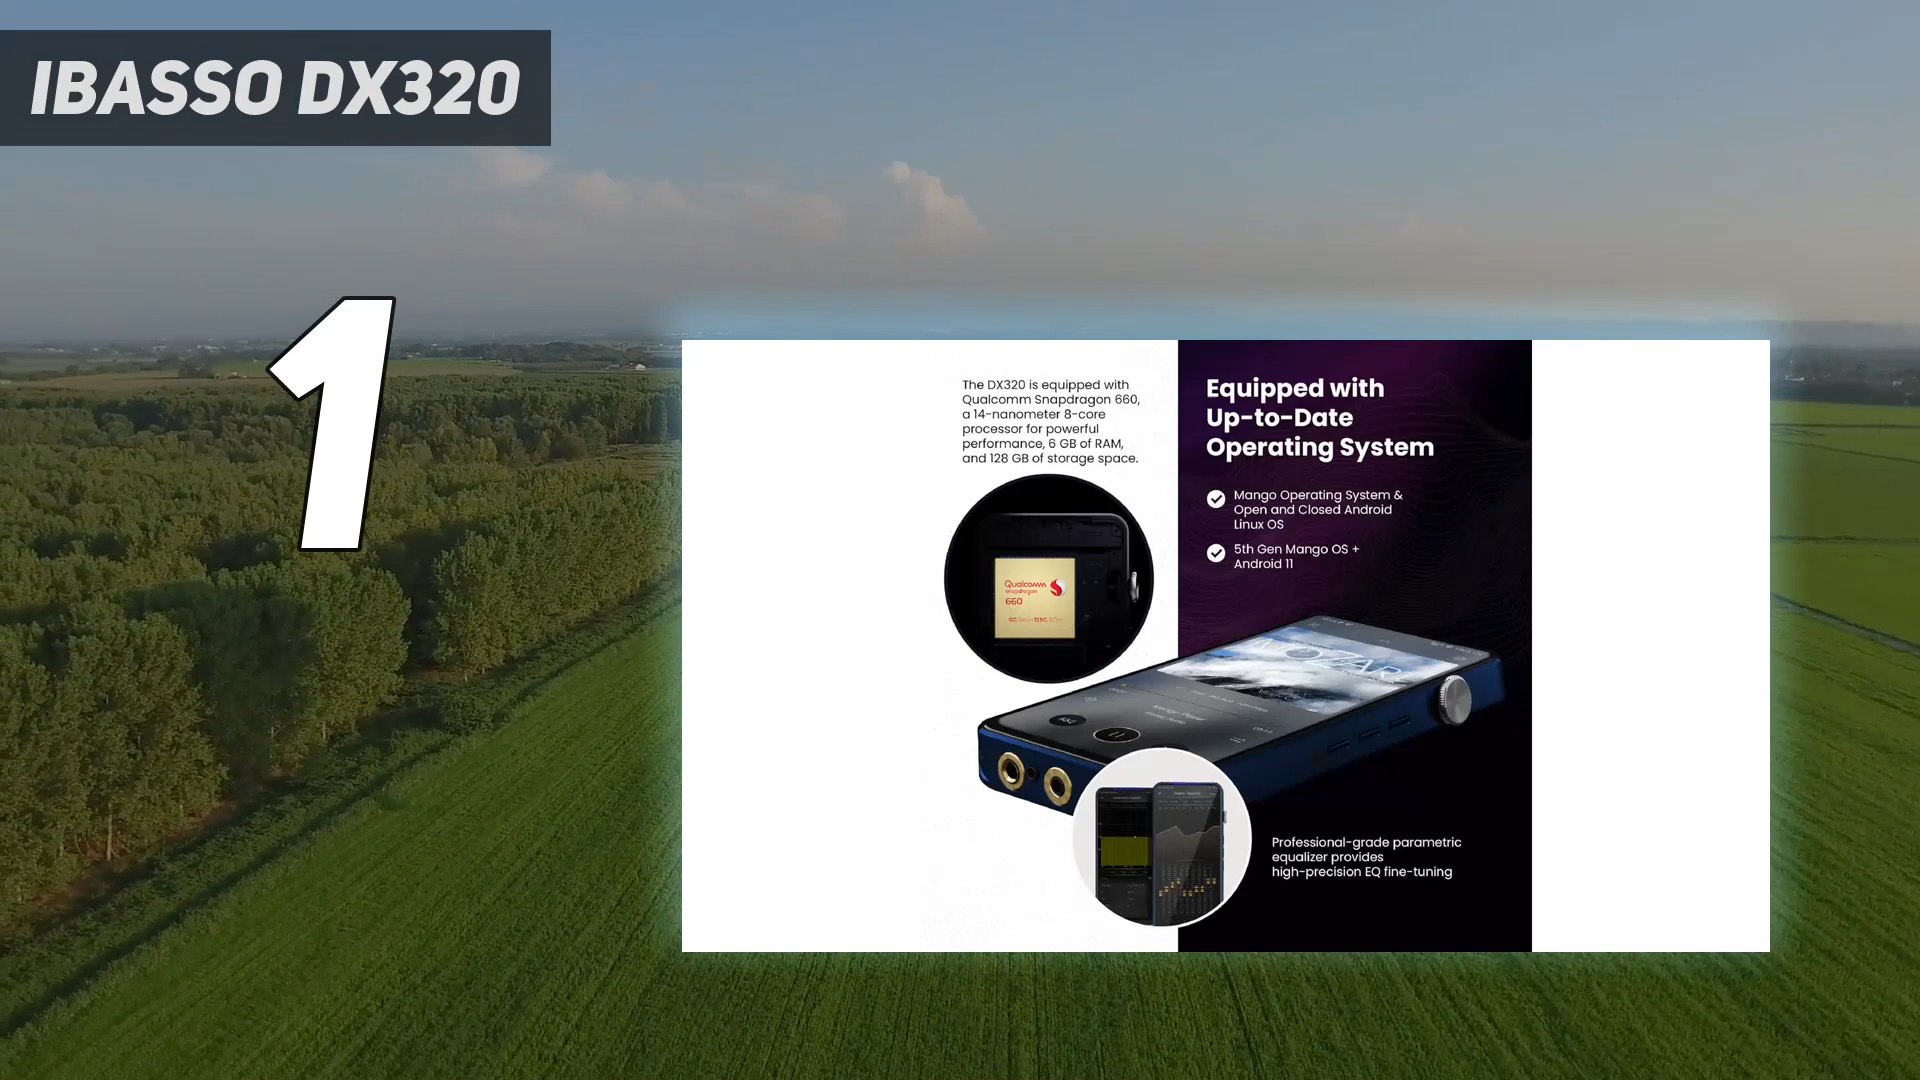 IBASSO DX320
1
The DX320 is equipped with
Qualcomm Snapdragon 660,
a 14-nanometer 8-core
processor for powerful
performance, 6 GB of RAM,
and 128 GB of storage space.
Equipped with
Up-to-Date
Operating System
Mango Operating System &
Open and Closed Android
Linux OS
5th Gen Mango OS +
Android 11
Qualcomm
snapdragon
660
MOZART
Professional-grade parametric
equalizer provides
high-precision EQ fine-tuning